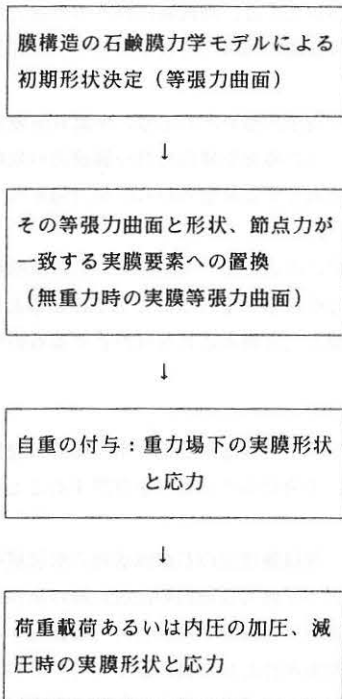 膜構造の石鹸膜力学モデルによる
初期形状決定（等張力曲面）
↓
その等張力曲面と形状、節点力が
一致する実膜要素への置換
（無重力時の実膜等張力曲面）
↓
自重の付与：重力場下の実膜形状
と応力
↓
荷重載荷あるいは内圧の加圧、減
圧時の実膜形状と応力